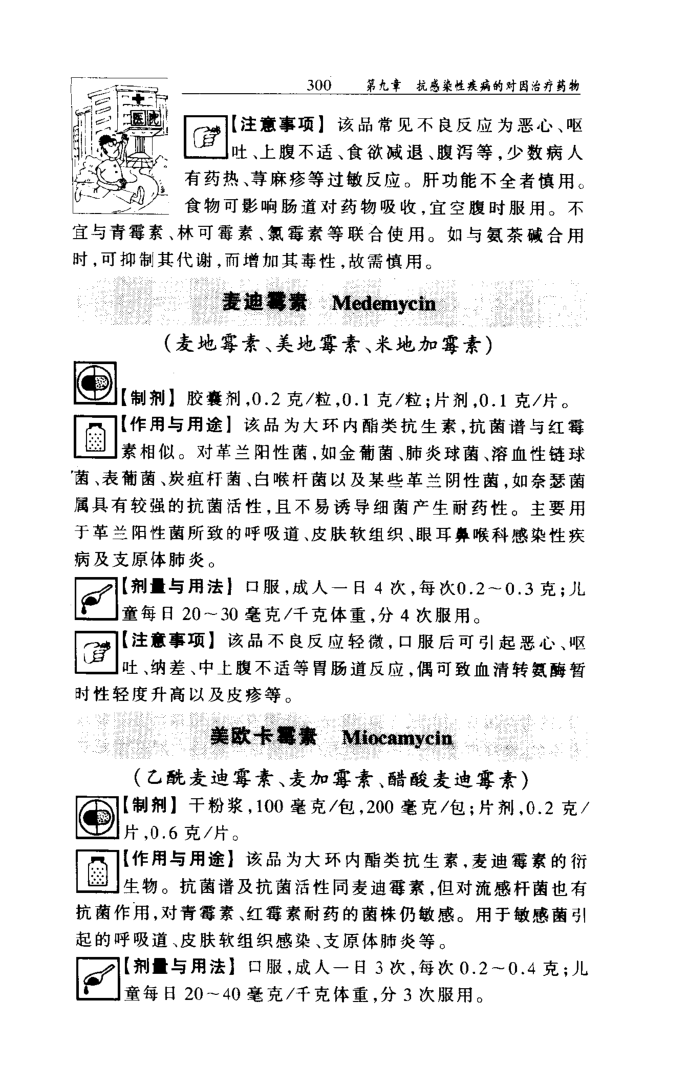 300 第九章 抗感染性疾病的对因治疗药物
医院
【注意事项】 该品常见不良反应为恶心、呕
吐、上腹不适、食欲减退、腹泻等,少数病人
有药热、荨麻疹等过敏反应。肝功能不全者慎用。
食物可影响肠道对药物吸收,宜空腹时服用。不
宜与青霉素、林可霉素、氯霉素等联合使用。如与氨茶碱合用
时,可抑制其代谢,而增加其毒性,故需慎用。
麦迪霉素 Medemycin
(麦地霉素、美地霉素、米地加霉素)
【制剂】 胶囊剂,0.2 克/粒,0.1 克/粒;片剂,0.1 克/片。
【作用与用途】 该品为大环内酯类抗生素,抗菌谱与红霉
素相似。对革兰阳性菌,如金葡菌、肺炎球菌、溶血性链球
菌、表葡菌、炭疽杆菌、白喉杆菌以及某些革兰阴性菌,如奈瑟菌
属具有较强的抗菌活性,且不易诱导细菌产生耐药性。主要用
于革兰阳性菌所致的呼吸道、皮肤软组织、眼耳鼻喉科感染性疾
病及支原体肺炎。
【剂量与用法】 口服,成人一日 4 次,每次0.2~0.3 克;儿
童每日 20~30 毫克/千克体重,分 4 次服用。
【注意事项】 该品不良反应轻微,口服后可引起恶心、呕
吐、纳差、中上腹不适等胃肠道反应,偶可致血清转氨酶暂
时性轻度升高以及皮疹等。
美欧卡霉素 Miocamycin
(乙酰麦迪霉素、麦加霉素、醋酸麦迪霉素)
【制剂】 干粉浆,100 毫克/包,200 毫克/包;片剂,0.2 克/
片,0.6 克/片。
【作用与用途】 该品为大环内酯类抗生素,麦迪霉素的衍
生物。抗菌谱及抗菌活性同麦迪霉素,但对流感杆菌也有
抗菌作用,对青霉素、红霉素耐药的菌株仍敏感。用于敏感菌引
起的呼吸道、皮肤软组织感染、支原体肺炎等。
【剂量与用法】 口服,成人一日 3 次,每次 0.2~0.4 克;儿
童每日 20~40 毫克/千克体重,分 3 次服用。